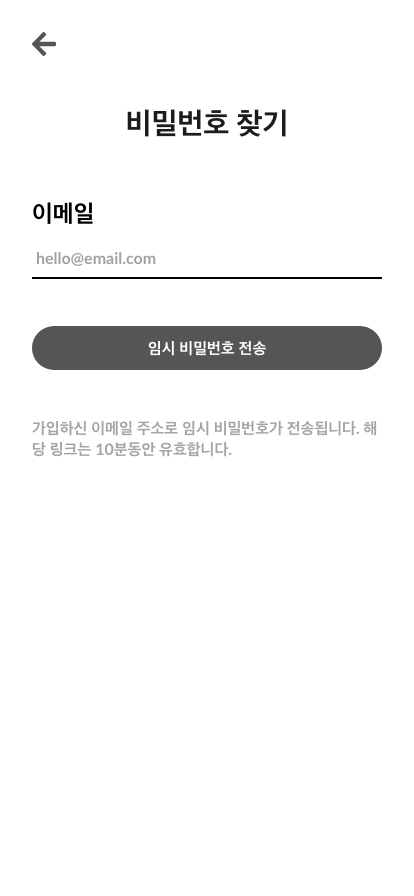 비밀번호 찾기
이메일
hello@email.com
임시 비밀번호 전송
가입하신 이메일 주소로 임시 비밀번호가 전송됩니다. 해
당 링크는 10분동안 유효합니다.